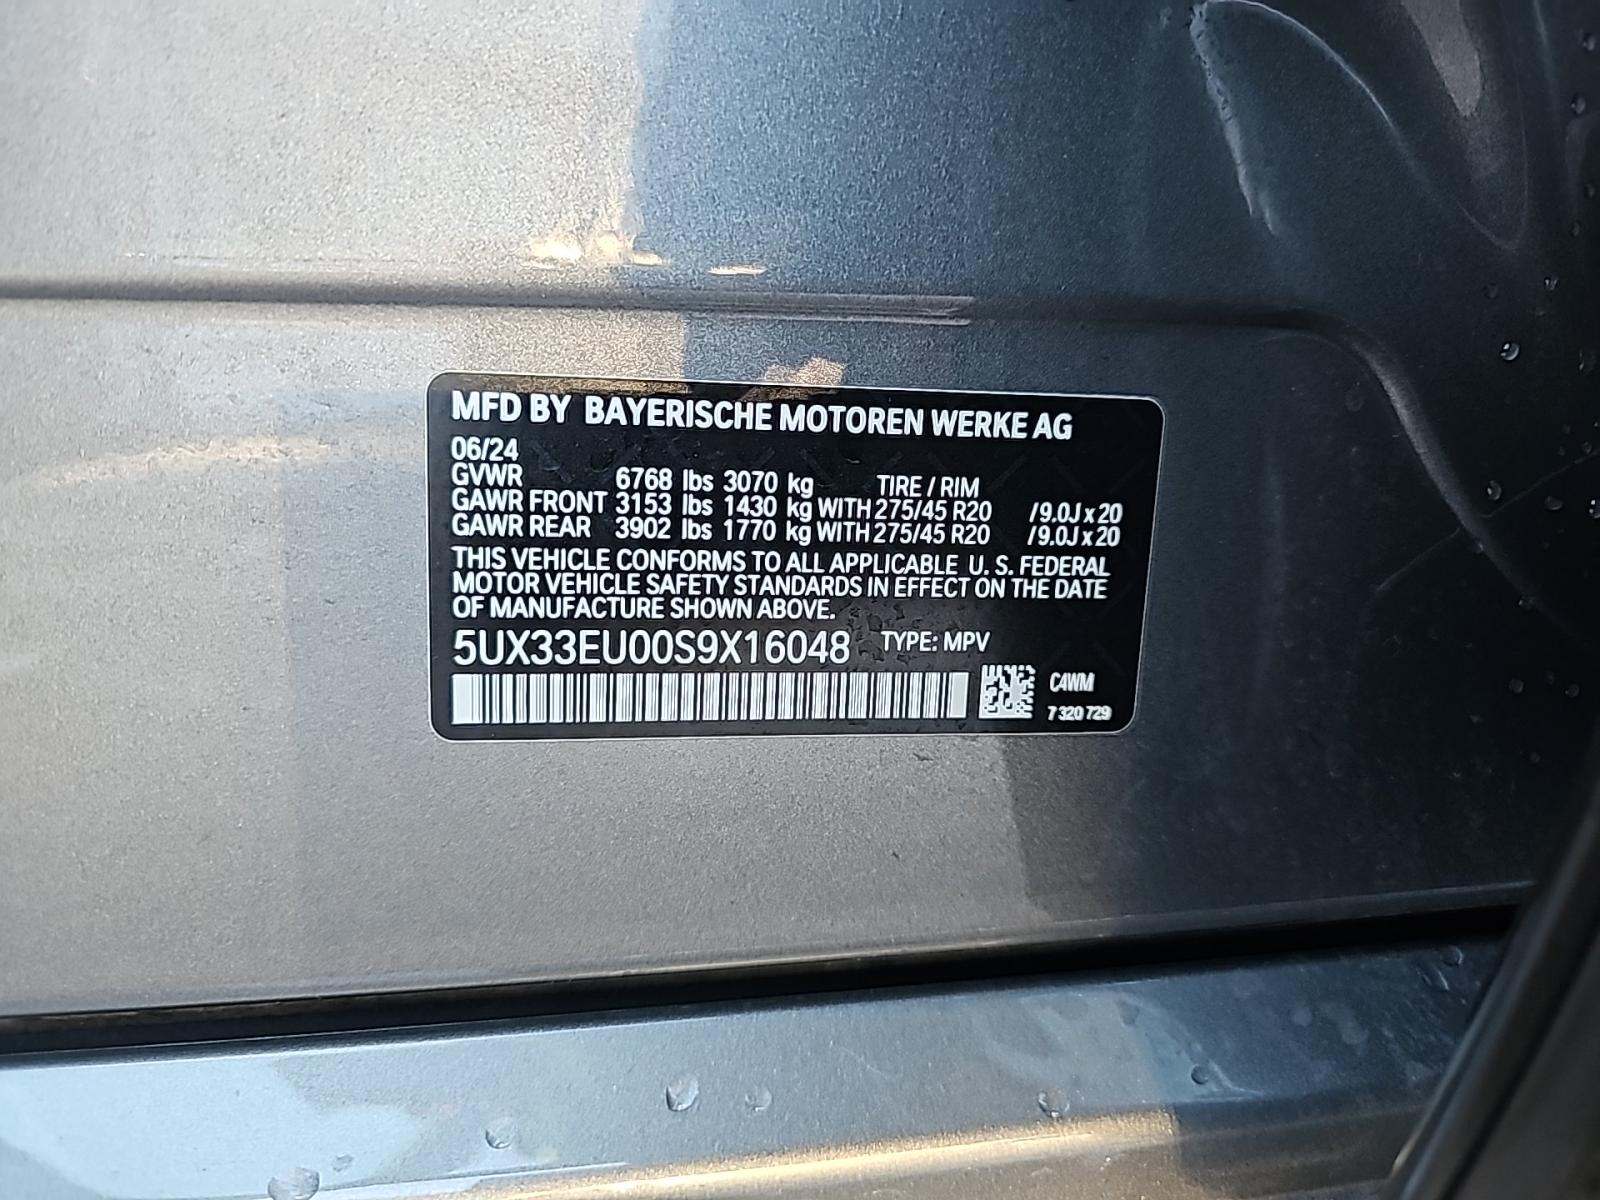 MFD BY BAYERISCHE MOTOREN WERKE AG
06/24
GVWR 6768 lbs 3070 kg TIRE / RIM
GAWR FRONT 3153 lbs 1430 kg WITH 275/45 R20 /9.0J x 20
GAWR REAR 3902 lbs 1770 kg WITH 275/45 R20 /9.0J x 20
THIS VEHICLE CONFORMS TO ALL APPLICABLE U. S. FEDERAL
MOTOR VEHICLE SAFETY STANDARDS IN EFFECT ON THE DATE
OF MANUFACTURE SHOWN ABOVE.
5UX33EU00S9X16048 TYPE: MPV
C4WM
7 320 729